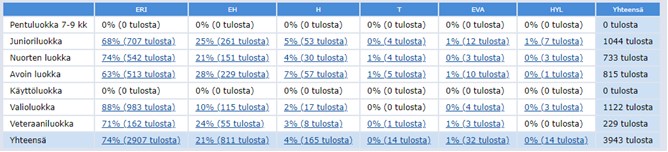 ERI EH H T EVA HYL Yhteensä
Pentuluokka 7-9 kk 0% (0 tulosta) 0% (0 tulosta) 0% (0 tulosta) 0% (0 tulosta) 0% (0 tulosta) 0% (0 tulosta) 0 tulosta
Junioriluokka 68% (707 tulosta) 25% (261 tulosta) 5% (53 tulosta) 0% (4 tulosta) 1% (12 tulosta) 1% (7 tulosta) 1044 tulosta
Nuorten luokka 74% (542 tulosta) 21% (151 tulosta) 4% (30 tulosta) 1% (4 tulosta) 0% (3 tulosta) 0% (3 tulosta) 733 tulosta
Avoin luokka 63% (513 tulosta) 28% (229 tulosta) 7% (57 tulosta) 1% (5 tulosta) 1% (10 tulosta) 0% (1 tulosta) 815 tulosta
Käyttöluokka 0% (0 tulosta) 0% (0 tulosta) 0% (0 tulosta) 0% (0 tulosta) 0% (0 tulosta) 0% (0 tulosta) 0 tulosta
Valioluokka 88% (983 tulosta) 10% (115 tulosta) 2% (17 tulosta) 0% (0 tulosta) 0% (4 tulosta) 0% (3 tulosta) 1122 tulosta
Veteraaniluokka 71% (162 tulosta) 24% (55 tulosta) 3% (8 tulosta) 0% (1 tulosta) 1% (3 tulosta) 0% (0 tulosta) 229 tulosta
Yhteensä 74% (2907 tulosta) 21% (811 tulosta) 4% (165 tulosta) 0% (14 tulosta) 1% (32 tulosta) 0% (14 tulosta) 3943 tulosta